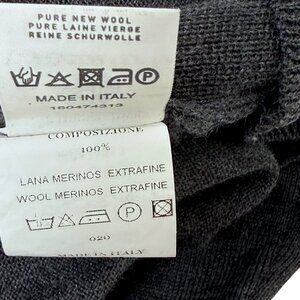 PURE NEW WOOL
PURE LAINE VIERGE
REINE SCHURWOLLE
MADE IN ITALY
160474313
COMPOSIZIONE
100%
LANA MERINOS EXTRAFINE
WOOL MERINOS EXTRAFINE
020
MADE IN ITALY